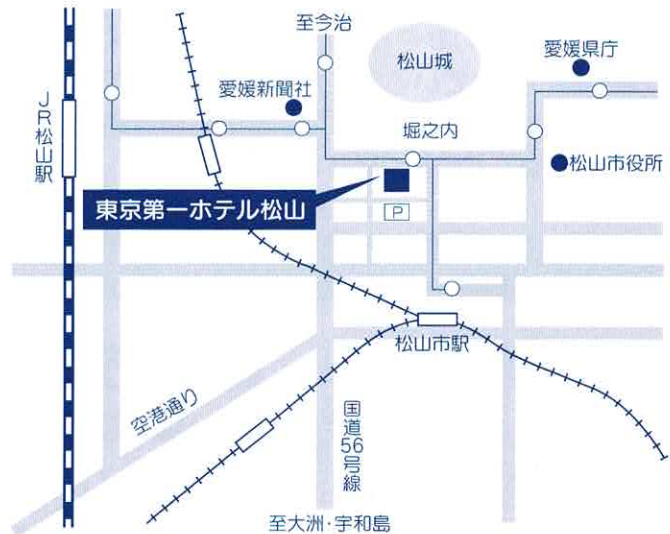 至今治
松山城
愛媛県庁
愛媛新聞社
JR松山駅
堀之内
松山市役所
東京第一ホテル松山
P
松山市駅
空港通り
国道56号線
至大洲・宇和島